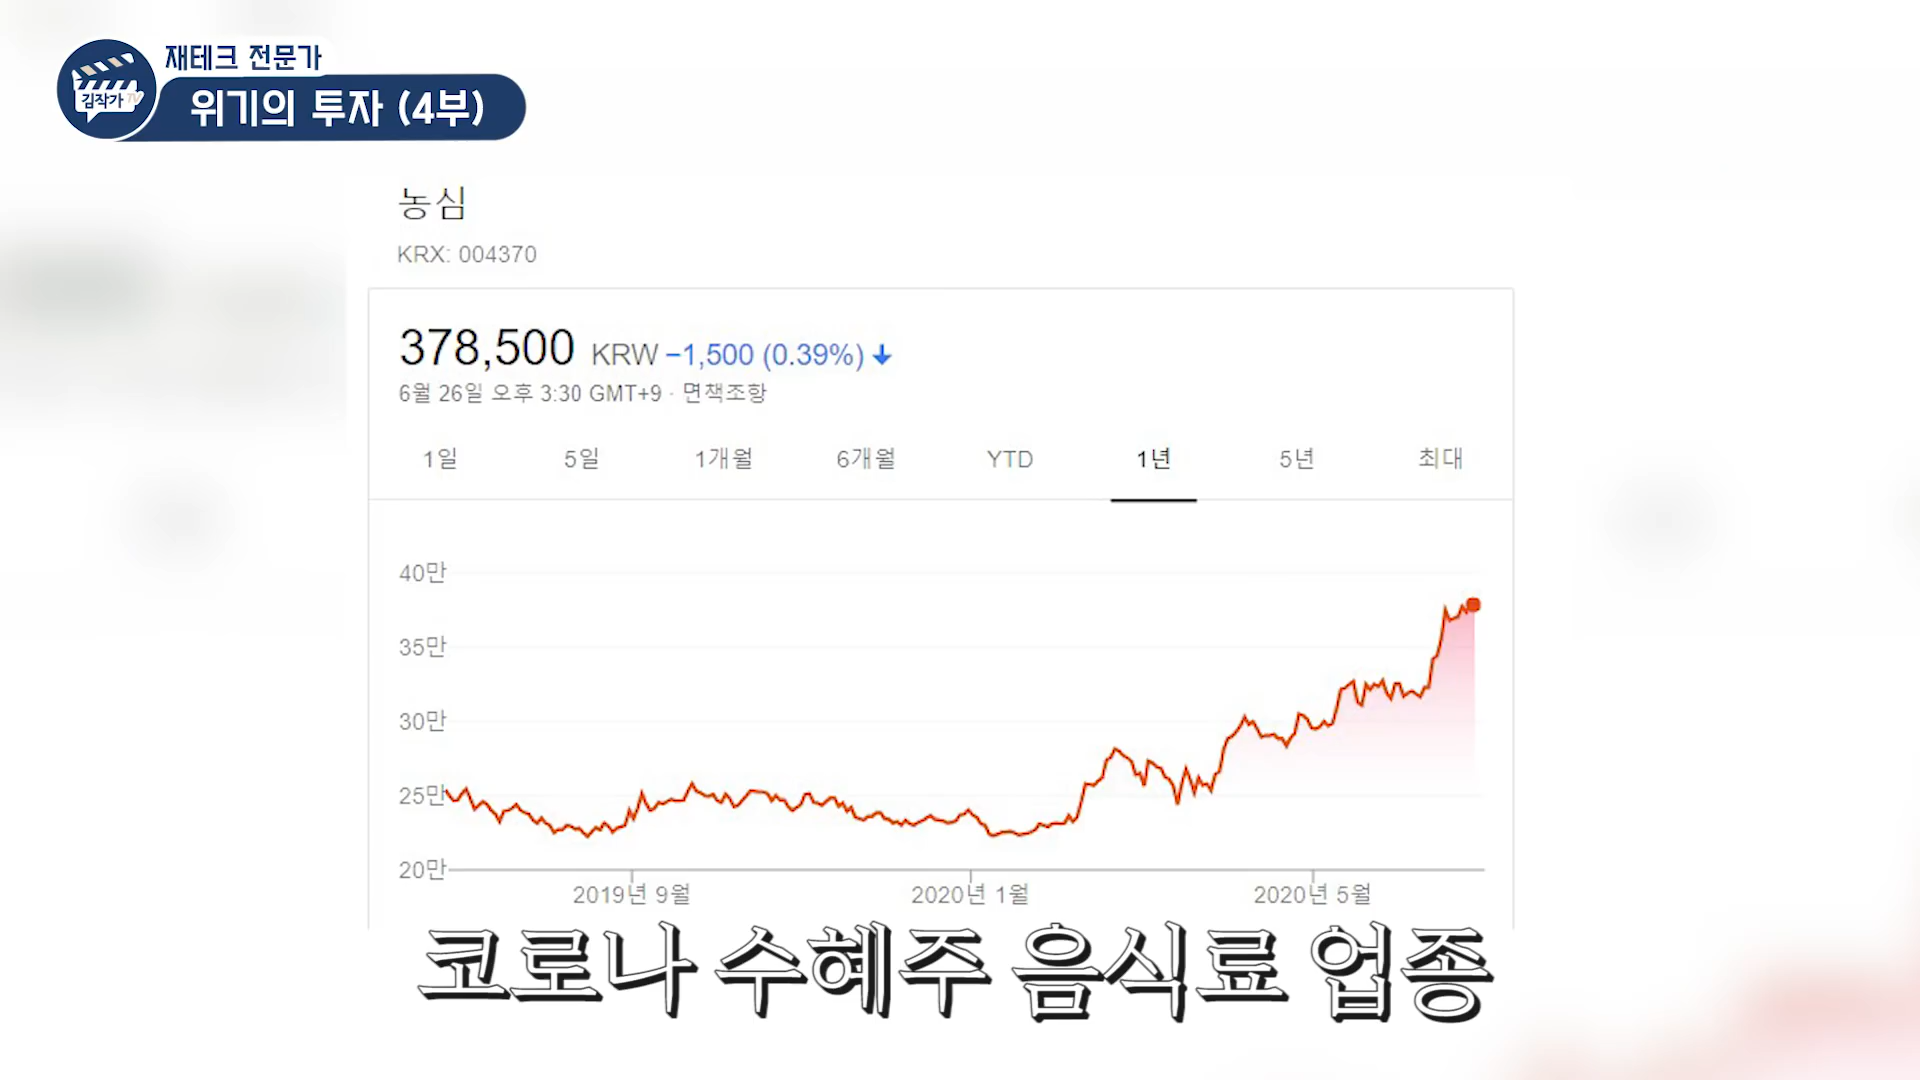 재테크 전문가
김작가 TV
위기의 투자 (4부)
농심
KRX: 004370
378,500 KRW −1,500 (0.39%) ↓
6월 26일 오후 3:30 GMT+9 · 면책조항
1일 5일 1개월 6개월 YTD 1년 5년 최대
40만
35만
30만
25만
20만
2019년 9월 2020년 1월 2020년 5월
코로나 수혜주 음식료 업종